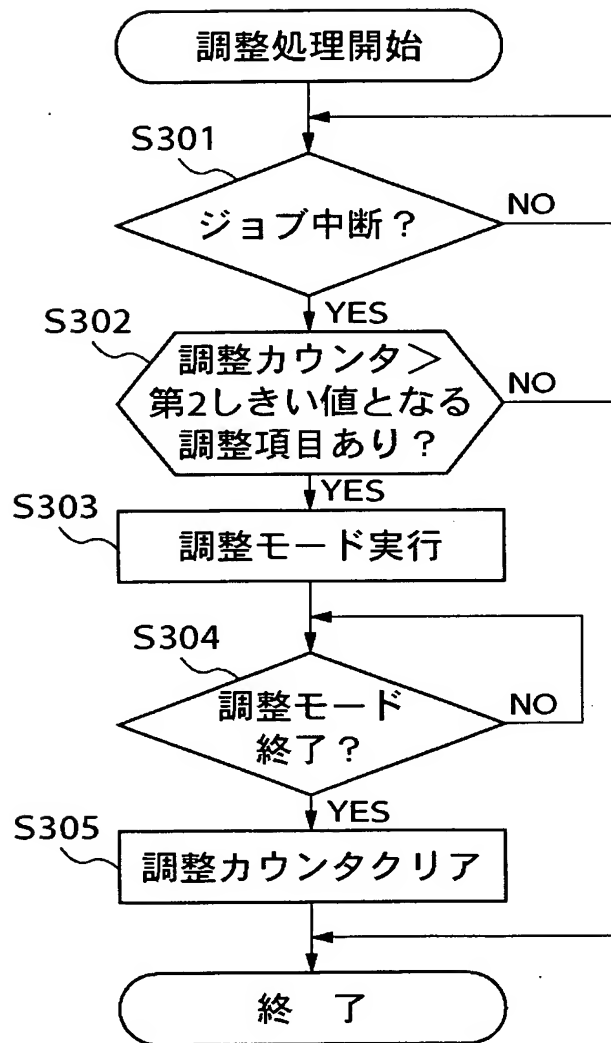 調整処理開始
S301
ジョブ中断?
NO
YES
S302
調整カウンタ>
第2しきい値となる
調整項目あり?
NO
YES
S303
調整モード実行
S304
調整モード
終了?
NO
YES
S305
調整カウンタクリア
終 了